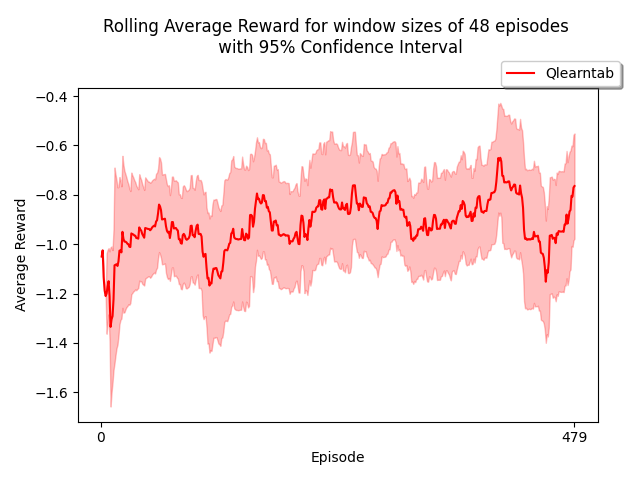 Rolling Average Reward for window sizes of 48 episodes
with 95% Confidence Interval
Qlearntab
−0.4
−0.6
−0.8
−1.0
−1.2
−1.4
−1.6
Average Reward
0
479
Episode